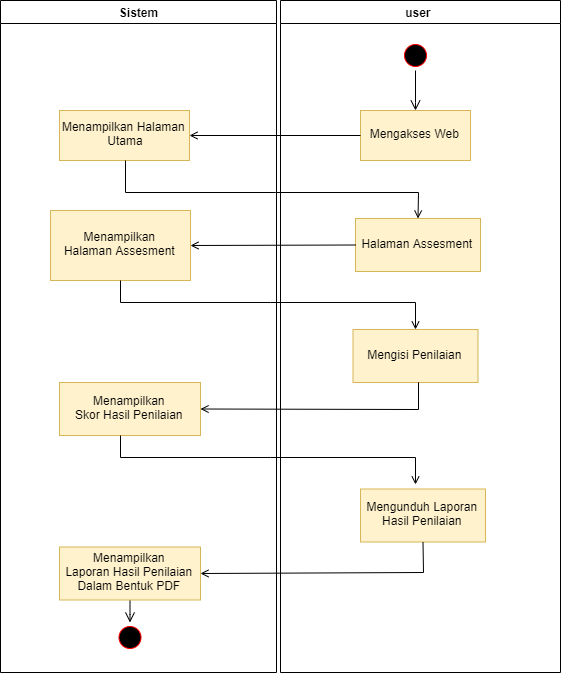 Sistem
user
Menampilkan Halaman
Utama
Mengakses Web
Menampilkan
Halaman Assesment
Halaman Assesment
Mengisi Penilaian
Menampilkan
Skor Hasil Penilaian
Mengunduh Laporan
Hasil Penilaian
Menampilkan
Laporan Hasil Penilaian
Dalam Bentuk PDF